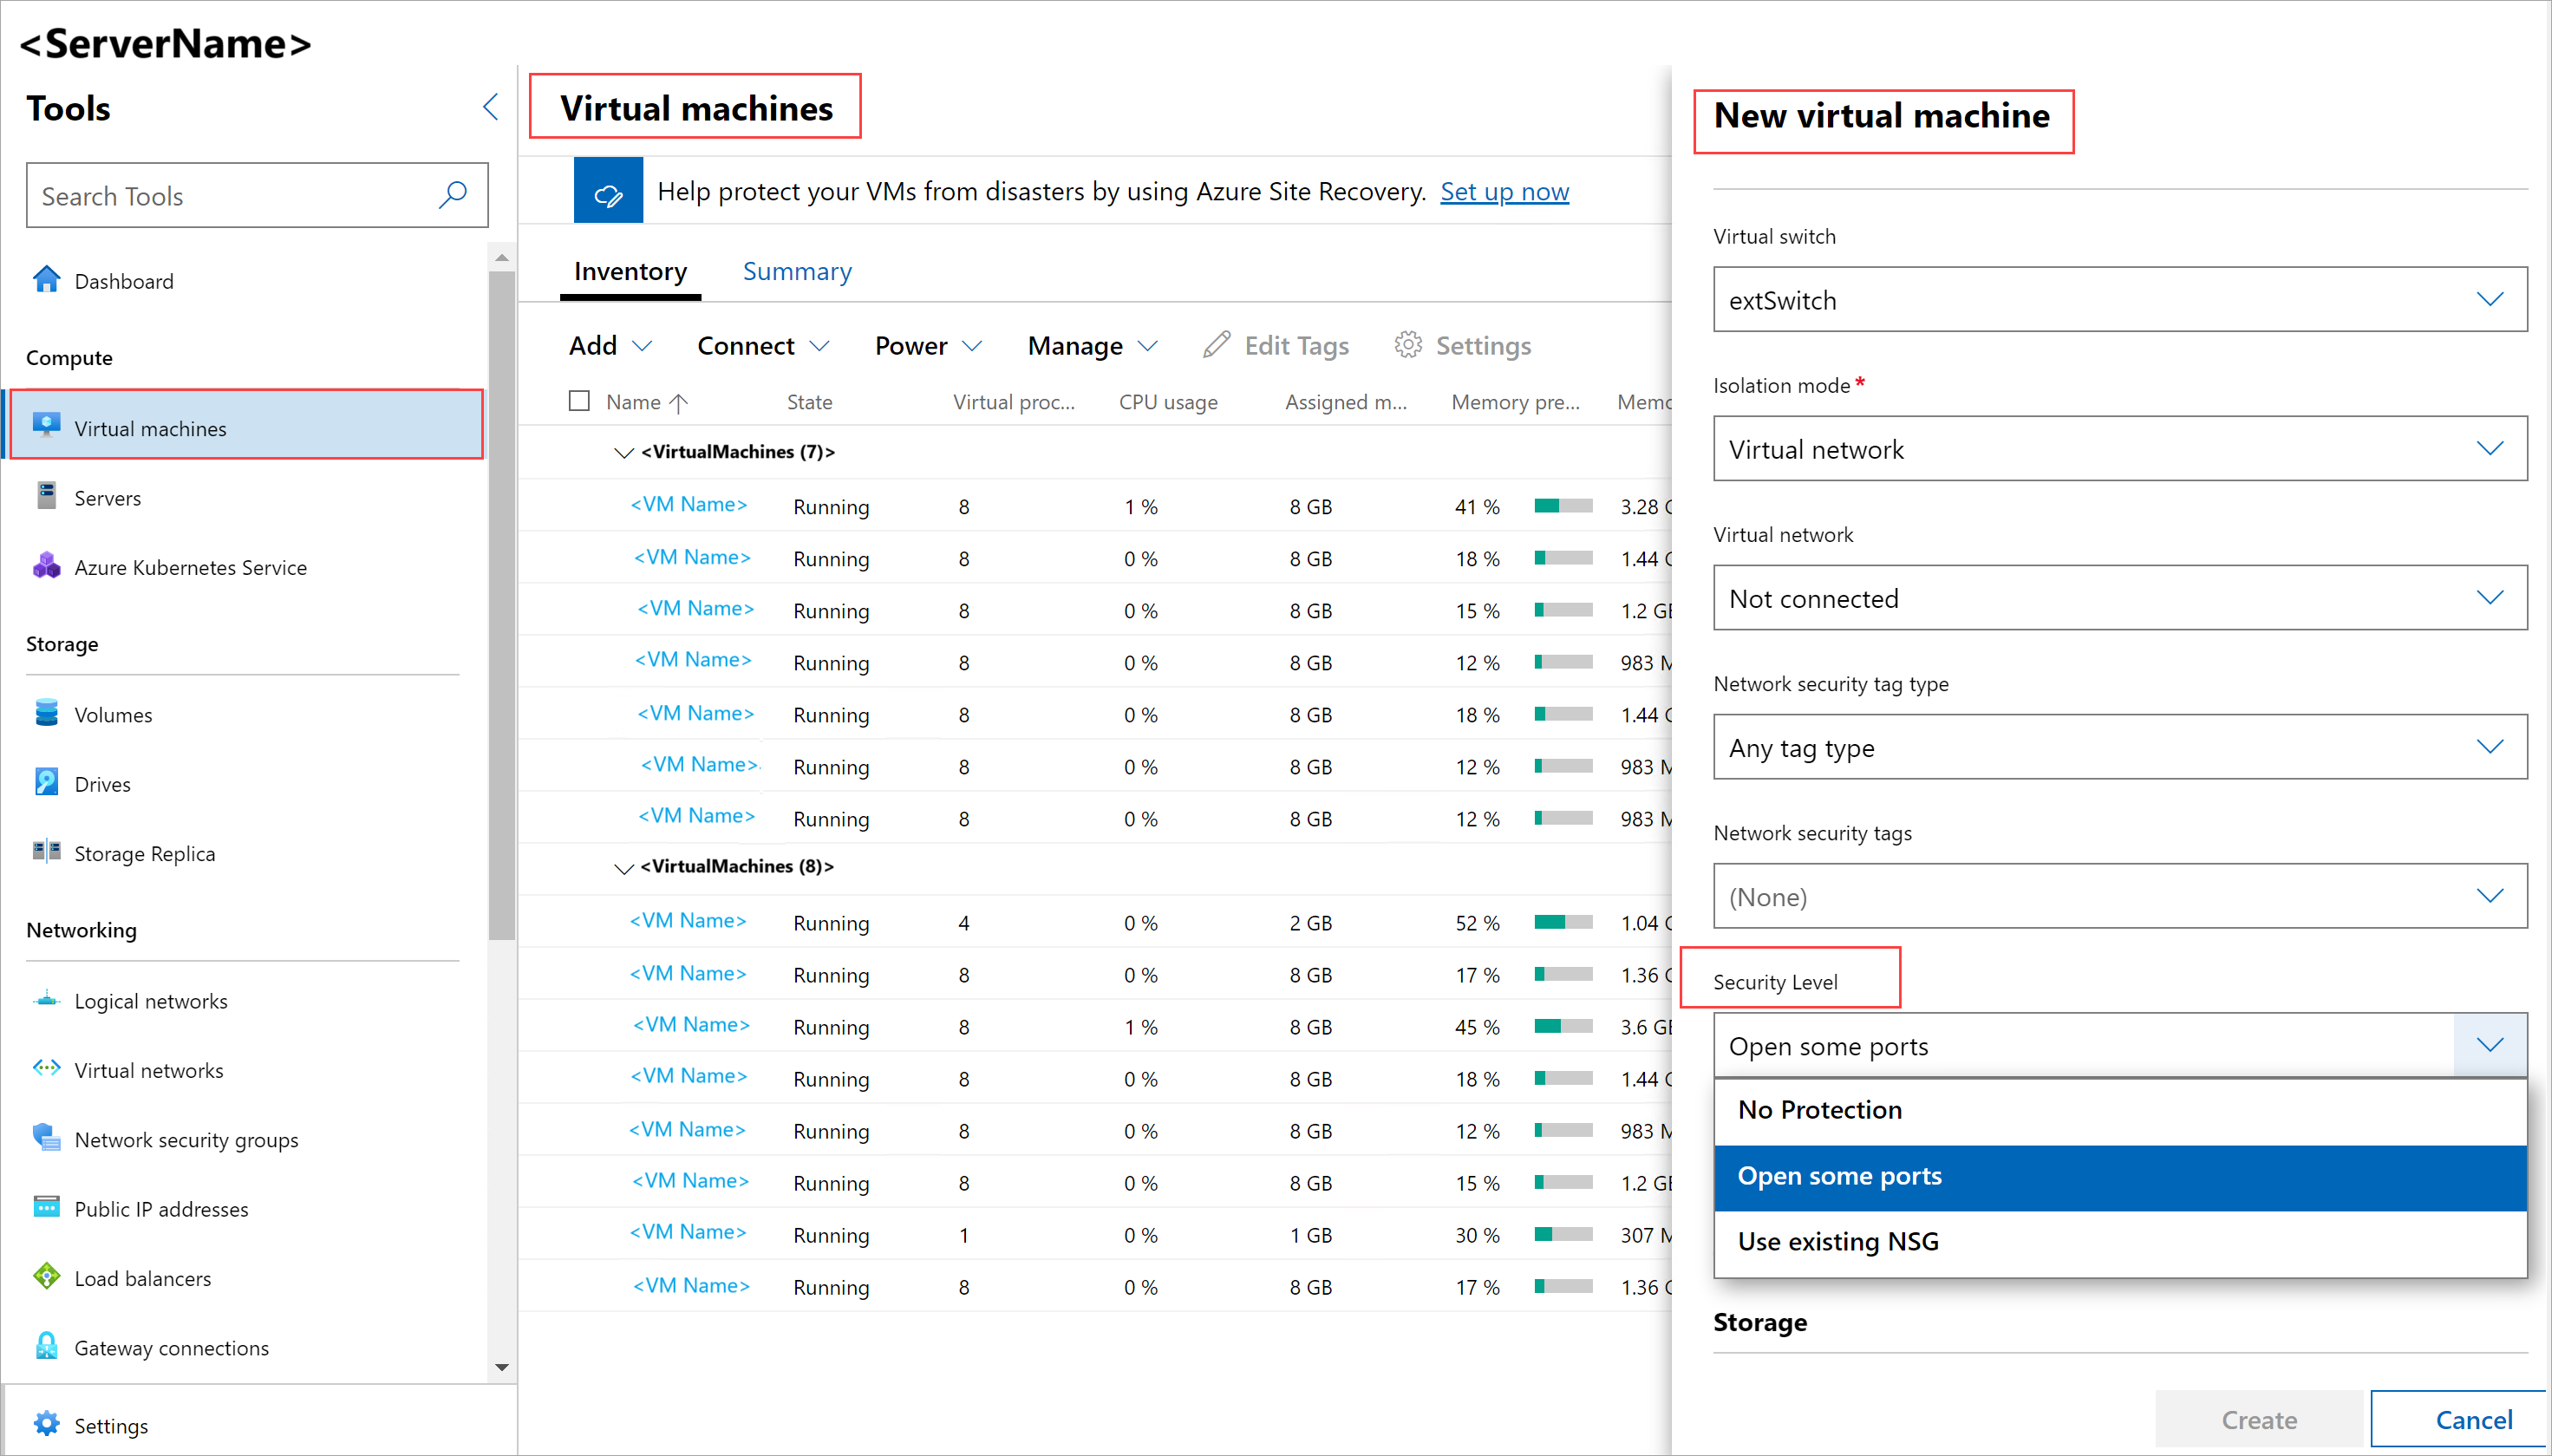 <ServerName>
Tools
Search Tools
Dashboard
Compute
Virtual machines
Servers
Azure Kubernetes Service
Storage
Volumes
Drives
Storage Replica
Networking
Logical networks
Virtual networks
Network security groups
Public IP addresses
Load balancers
Gateway connections
Settings
Virtual machines
Help protect your VMs from disasters by using Azure Site Recovery. Set up now
Inventory Summary
Add Connect Power Manage Edit Tags Settings
Name State Virtual proc... CPU usage Assigned m... Memory pre... Memo
<VirtualMachines (7)>
<VM Name> Running 8 1 % 8 GB 41 % 3.28
<VM Name> Running 8 0 % 8 GB 18 % 1.44
<VM Name> Running 8 0 % 8 GB 15 % 1.2 GB
<VM Name> Running 8 0 % 8 GB 12 % 983 M
<VM Name> Running 8 0 % 8 GB 18 % 1.44
<VM Name> Running 8 0 % 8 GB 12 % 983 M
<VM Name> Running 8 0 % 8 GB 12 % 983 M
<VirtualMachines (8)>
<VM Name> Running 4 0 % 2 GB 52 % 1.04
<VM Name> Running 8 0 % 8 GB 17 % 1.36
<VM Name> Running 8 1 % 8 GB 45 % 3.6 GB
<VM Name> Running 8 0 % 8 GB 18 % 1.44
<VM Name> Running 8 0 % 8 GB 12 % 983 M
<VM Name> Running 8 0 % 8 GB 15 % 1.2 GB
<VM Name> Running 1 0 % 1 GB 30 % 307 M
<VM Name> Running 8 0 % 8 GB 17 % 1.36
New virtual machine
Virtual switch
extSwitch
Isolation mode *
Virtual network
Virtual network
Not connected
Network security tag type
Any tag type
Network security tags
(None)
Security Level
Open some ports
No Protection
Open some ports
Use existing NSG
Storage
Create Cancel